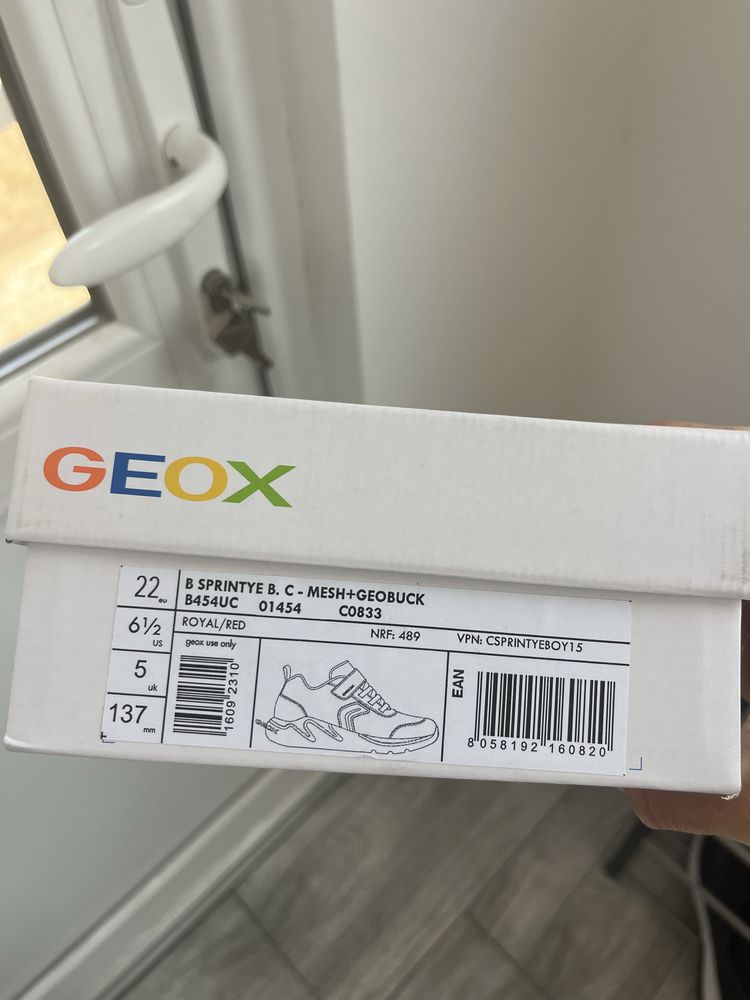 GEOX
22 eu
6½ us
5 uk
137 mm
B SPRINTYE B. C - MESH+GEOBUCK
B454UC 01454 C0833
ROYAL/RED NRF: 489 VPN: CSPRINTYEBOY15
geox use only
1609 2310
GEOX
EAN
8 058192 160820